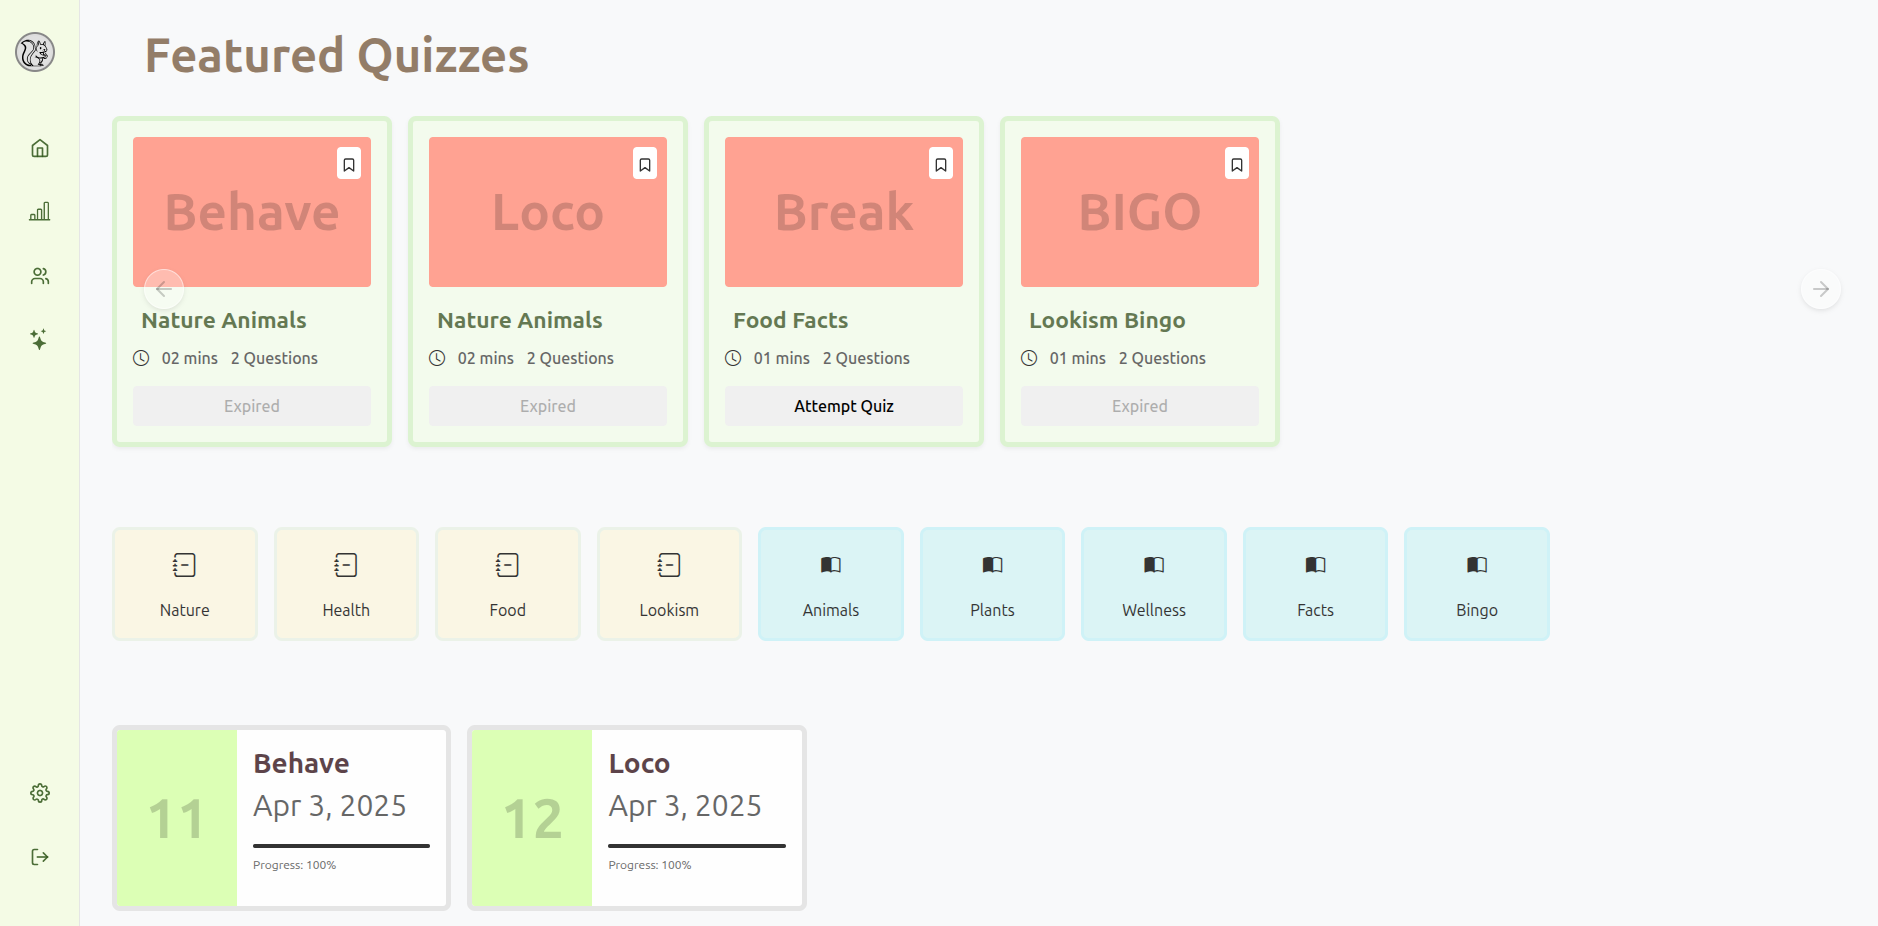 Featured Quizzes
Behave
Nature Animals
02 mins 2 Questions
Expired
Loco
Nature Animals
02 mins 2 Questions
Expired
Break
Food Facts
01 mins 2 Questions
Attempt Quiz
BIGO
Lookism Bingo
01 mins 2 Questions
Expired
Nature
Health
Food
Lookism
Animals
Plants
Wellness
Facts
Bingo
11
Behave
Apr 3, 2025
Progress: 100%
12
Loco
Apr 3, 2025
Progress: 100%